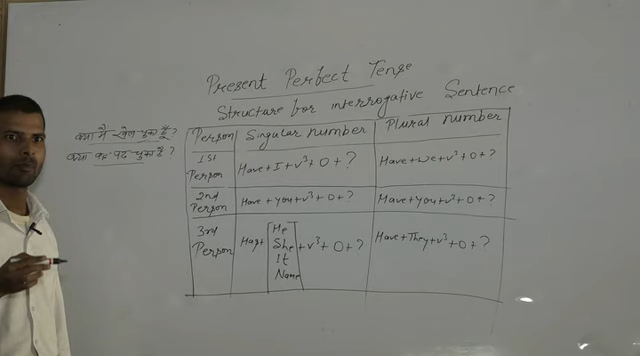 Present Perfect Tense
Structure for interrogative Sentence
क्या मैं खेल चुका हूँ?
क्या वह पढ़ चुका है?
Person Singular number Plural number
1st Person Have+I+v³+O+? Have+We+v³+O+?
2nd Person Have+you+v³+O+? Have+you+v³+O+?
3rd Person Has+ He She It Name +v³+O+? Have+They+v³+O+?